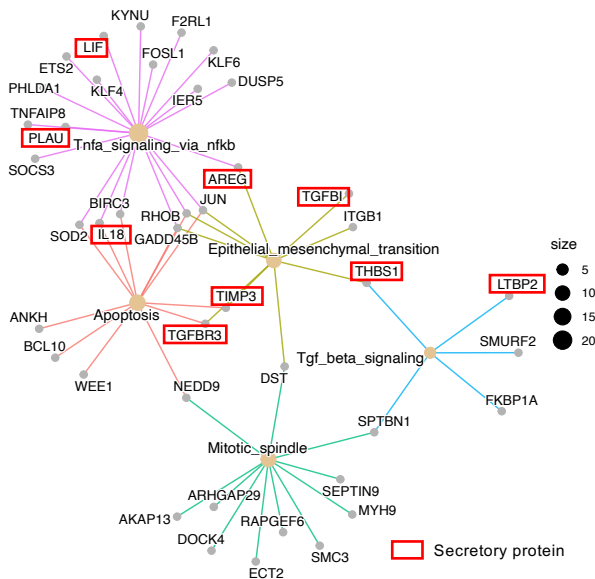 KYNU
F2RL1
LIF
FOSL1
KLF6
ETS2
DUSP5
PHLDA1
KLF4
IER5
TNFAIP8
PLAU
Tnfa_signaling_via_nfkb
SOCS3
AREG
TGFBI
BIRC3
JUN
RHOB
ITGB1
SOD2
IL18
GADD45B
Epithelial_mesenchymal_transition
THBS1
size
5
10
15
20
LTBP2
TIMP3
Apoptosis
ANKH
TGFBR3
BCL10
Tgf_beta_signaling
SMURF2
WEE1
NEDD9
DST
FKBP1A
SPTBN1
Mitotic_spindle
SEPTIN9
ARHGAP29
AKAP13
RAPGEF6
MYH9
DOCK4
SMC3
ECT2
Secretory protein